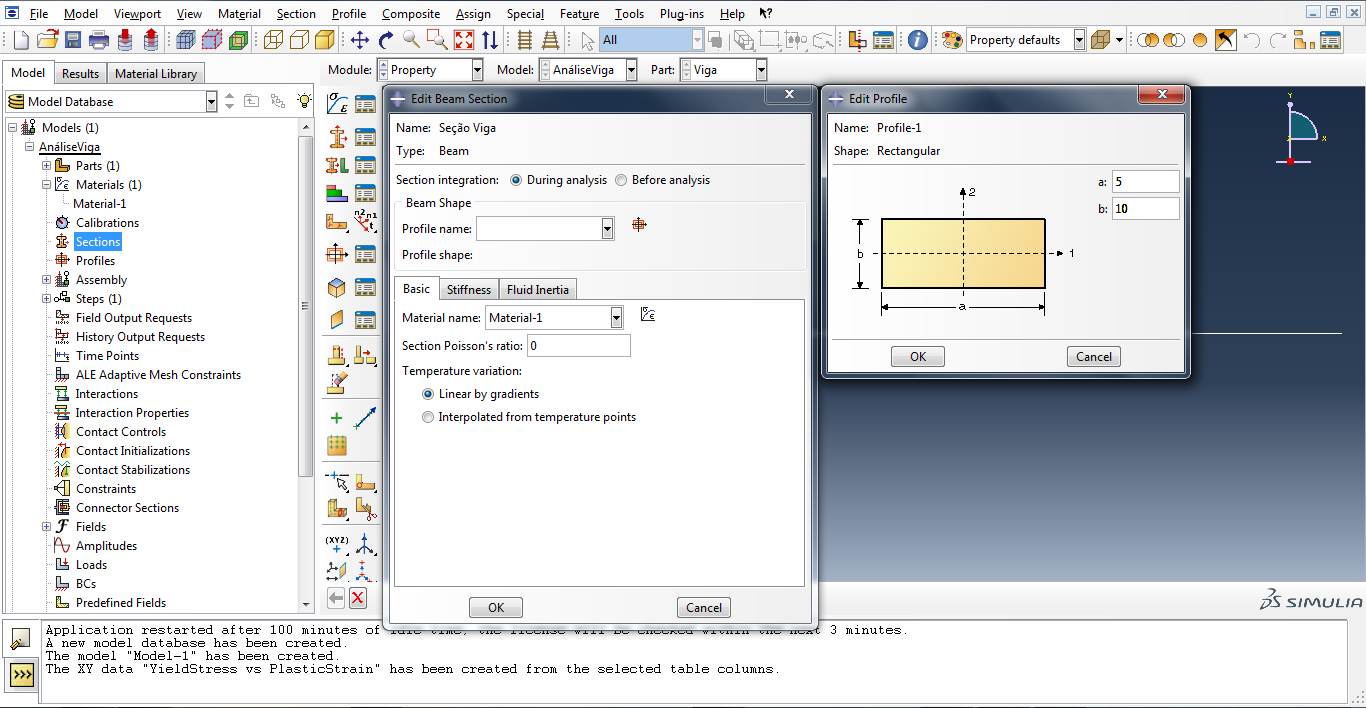 File Model Viewport View Material Section Profile Composite Assign Special Feature Tools Plug-ins Help
All Property defaults
Model Results Material Library
Module: Property Model: AnáliseViga Part: Viga
Model Database
Models (1)
AnáliseViga
Parts (1)
Materials (1)
Material-1
Calibrations
Sections
Profiles
Assembly
Steps (1)
Field Output Requests
History Output Requests
Time Points
ALE Adaptive Mesh Constraints
Interactions
Interaction Properties
Contact Controls
Contact Initializations
Contact Stabilizations
Constraints
Connector Sections
Fields
Amplitudes
Loads
BCs
Predefined Fields
(XYZ)
Edit Beam Section
Name: Seção Viga
Type: Beam
Section integration: During analysis Before analysis
Beam Shape
Profile name:
Profile shape:
Basic Stiffness Fluid Inertia
Material name: Material-1
Section Poisson's ratio: 0
Temperature variation:
Linear by gradients
Interpolated from temperature points
OK Cancel
Edit Profile
Name: Profile-1
Shape: Rectangular
a: 5
b: 10
2
b
1
a
OK Cancel
Y
Z
X
SIMULIA
Application restarted after 100 minutes of idle time; the license will be checked within the next 3 minutes.
A new model database has been created.
The model "Model-1" has been created.
The XY data "YieldStress vs PlasticStrain" has been created from the selected table columns.